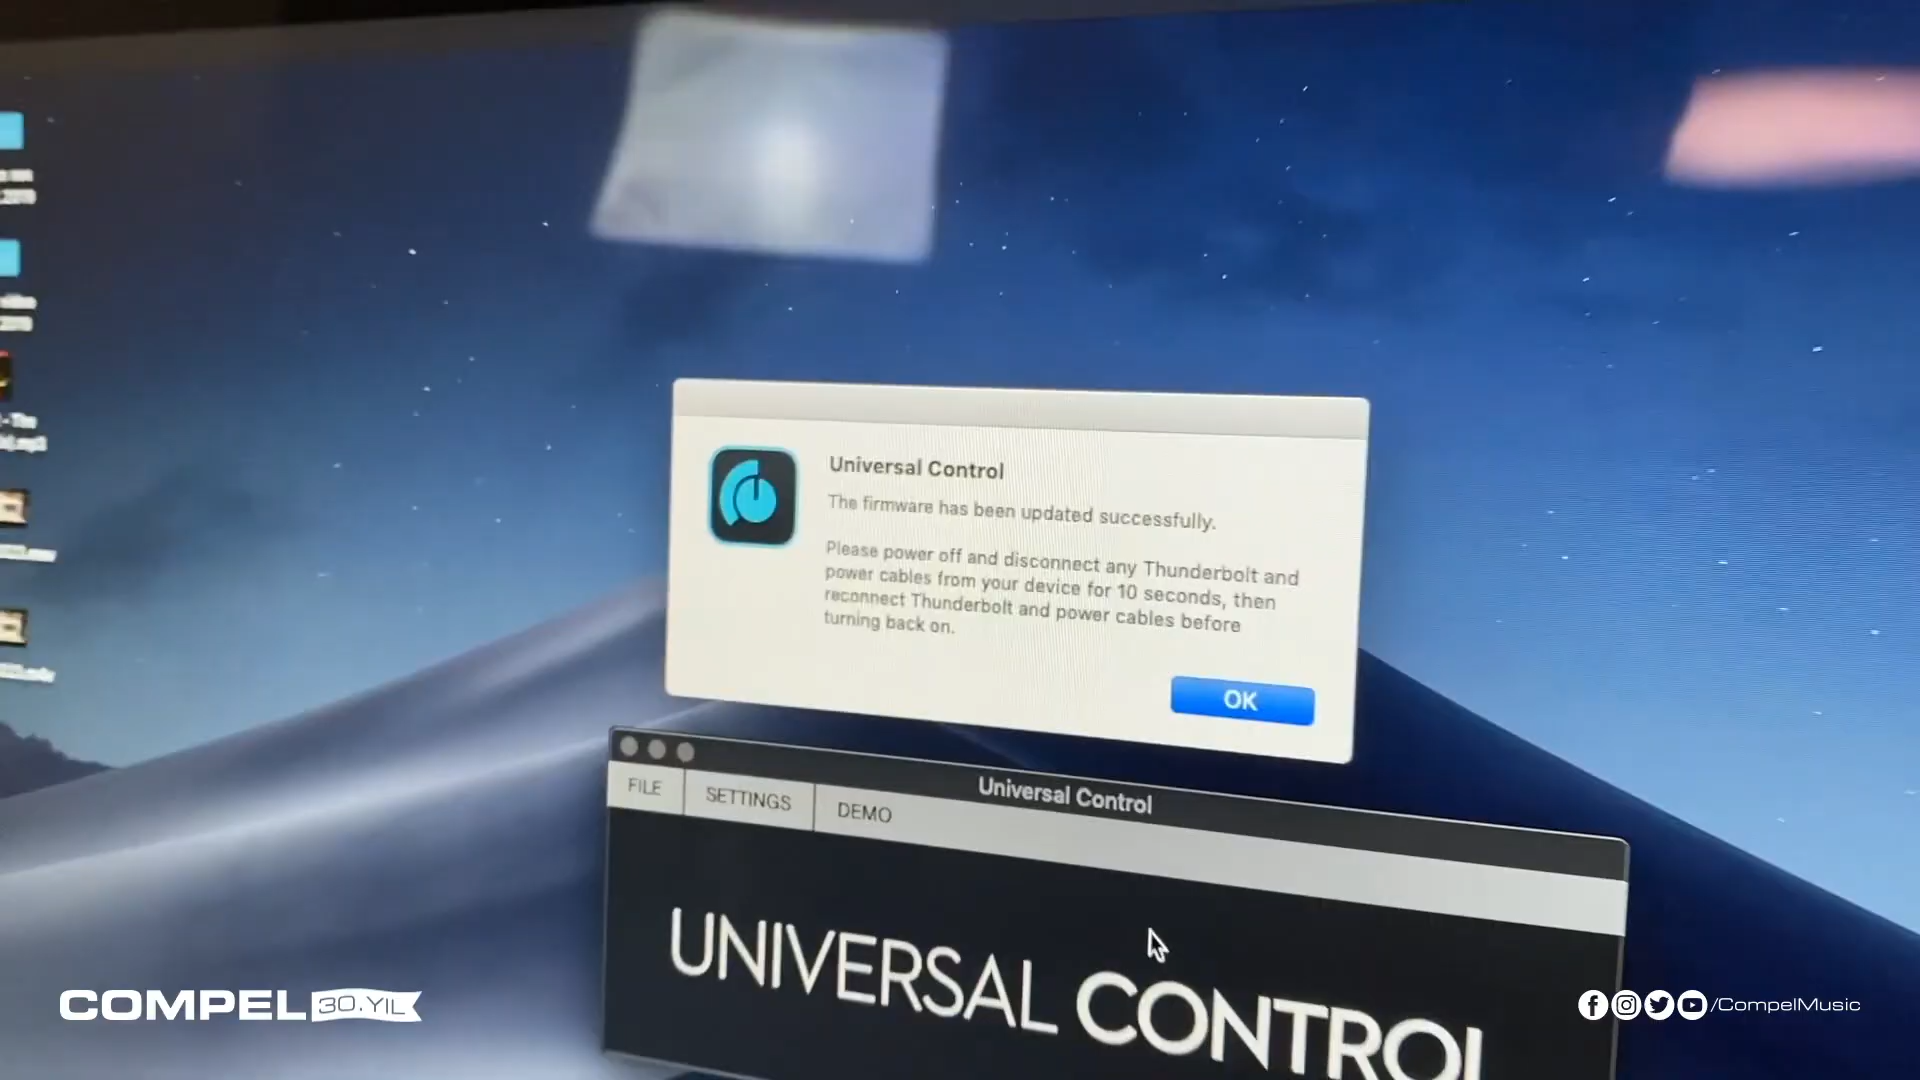 Universal Control
The firmware has been updated successfully.
Please power off and disconnect any Thunderbolt and
power cables from your device for 10 seconds, then
reconnect Thunderbolt and power cables before
turning back on.
OK
Universal Control
FILE
SETTINGS
DEMO
UNIVERSAL CONTROL
COMPEL 30.YIL
/CompelMusic